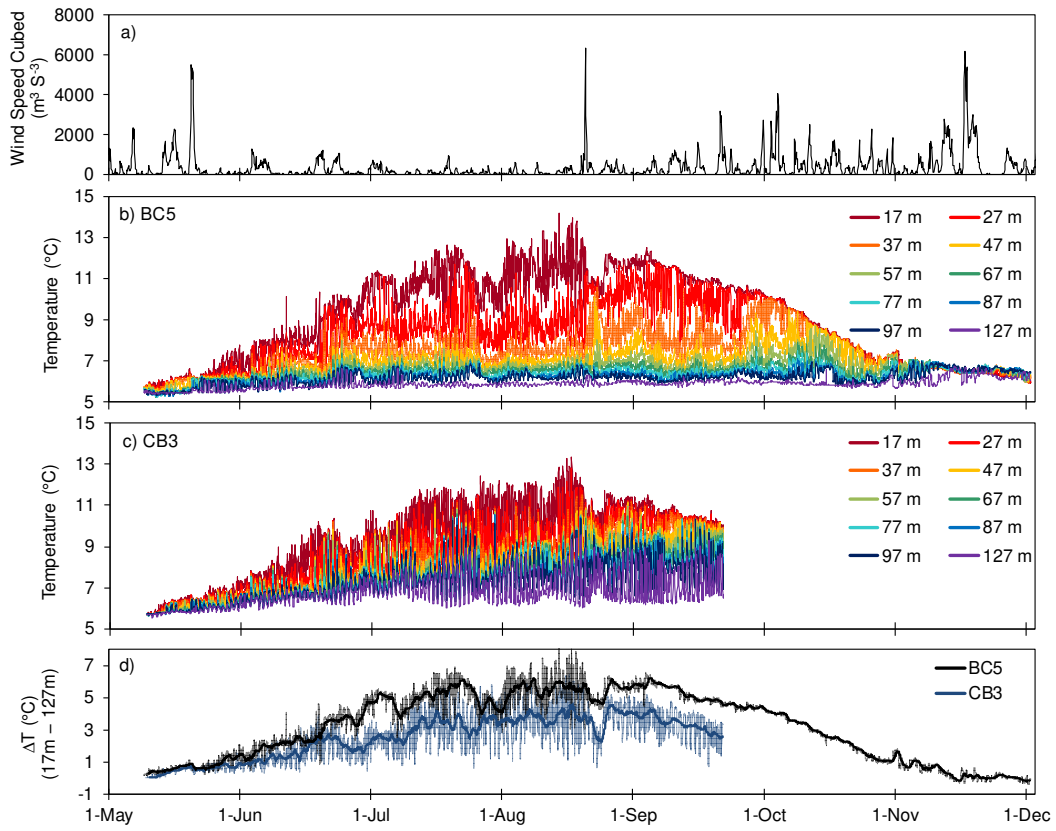 a)
Wind Speed Cubed
(m³ S⁻³)
8000
6000
4000
2000
0
b) BC5
Temperature (°C)
15
13
11
9
7
5
17 m 27 m
37 m 47 m
57 m 67 m
77 m 87 m
97 m 127 m
c) CB3
Temperature (°C)
15
13
11
9
7
5
17 m 27 m
37 m 47 m
57 m 67 m
77 m 87 m
97 m 127 m
d)
ΔT (°C)
(17m – 127m)
7
5
3
1
-1
BC5
CB3
1-May 1-Jun 1-Jul 1-Aug 1-Sep 1-Oct 1-Nov 1-Dec